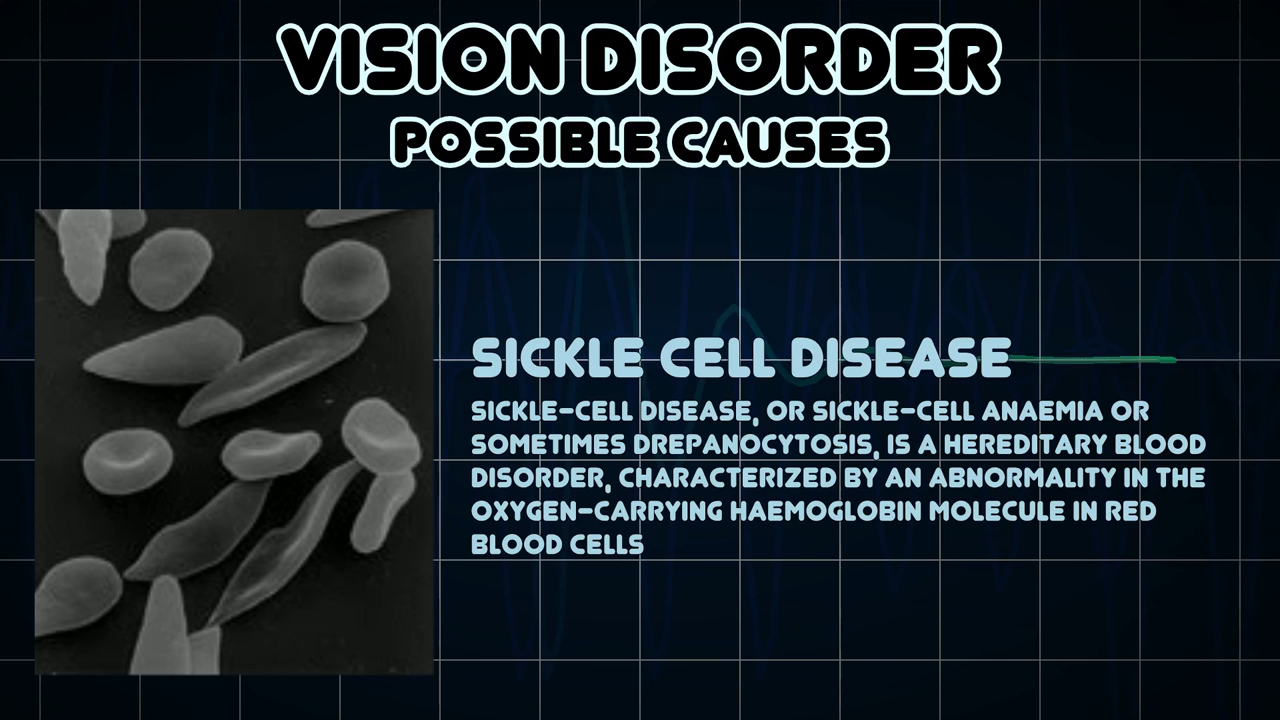 VISION DISORDER
POSSIBLE CAUSES
SICKLE CELL DISEASE
SICKLE-CELL DISEASE, OR SICKLE-CELL ANAEMIA OR
SOMETIMES DREPANOCYTOSIS, IS A HEREDITARY BLOOD
DISORDER, CHARACTERIZED BY AN ABNORMALITY IN THE
OXYGEN-CARRYING HAEMOGLOBIN MOLECULE IN RED
BLOOD CELLS